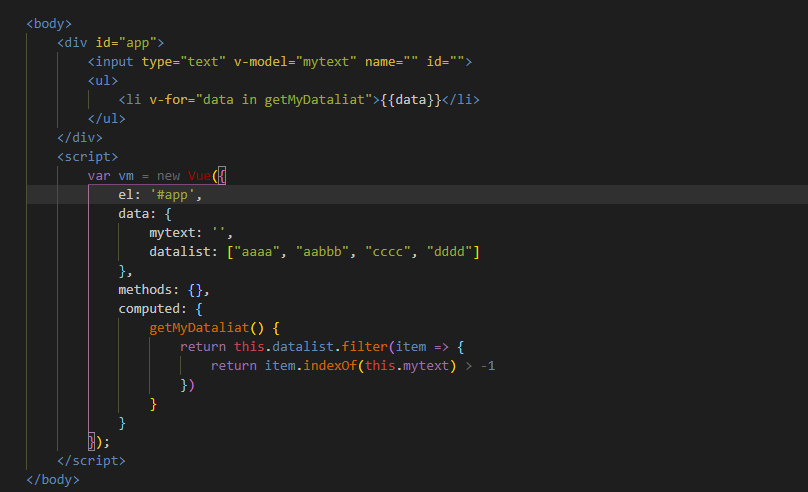 <body>
<div id="app">
<input type="text" v-model="mytext" name="" id="">
<ul>
<li v-for="data in getMyDataliat">{{data}}</li>
</ul>
</div>
<script>
var vm = new Vue({
el: '#app',
data: {
mytext: '',
datalist: ["aaaa", "aabbb", "cccc", "dddd"]
},
methods: {},
computed: {
getMyDataliat() {
return this.datalist.filter(item => {
return item.indexOf(this.mytext) > -1
})
}
}
});
</script>
</body>